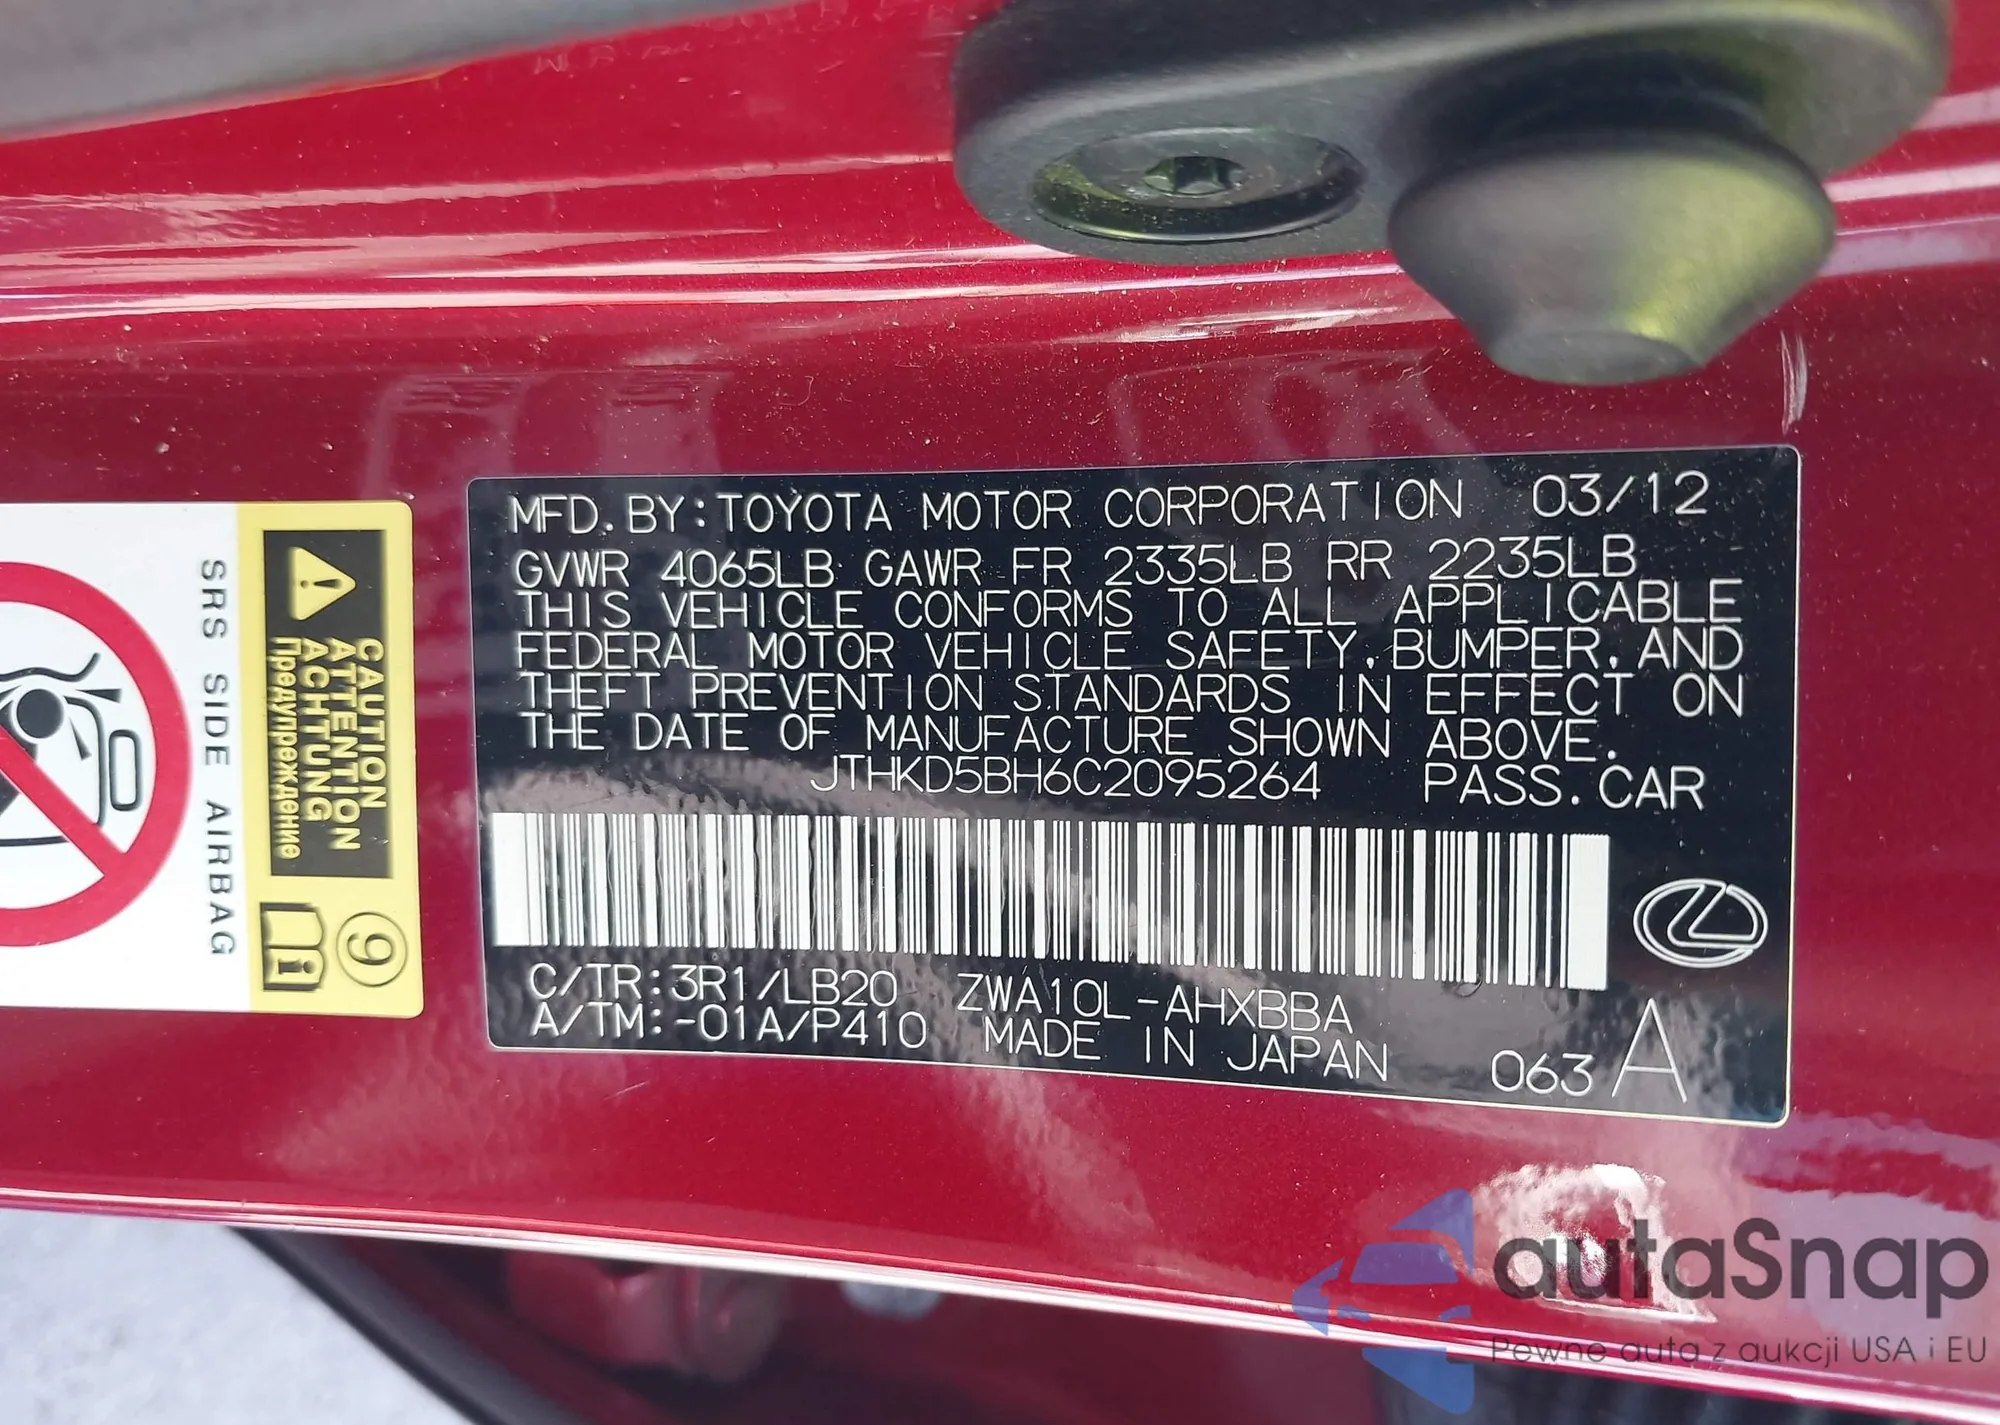 MFD. BY: TOYOTA MOTOR CORPORATION 03/12
GVWR 4065LB GAWR FR 2335LB RR 2235LB
THIS VEHICLE CONFORMS TO ALL APPLICABLE
FEDERAL MOTOR VEHICLE SAFETY, BUMPER, AND
THEFT PREVENTION STANDARDS IN EFFECT ON
THE DATE OF MANUFACTURE SHOWN ABOVE.
JTHKD5BH6C2095264 PASS. CAR
C/TR: 3R1/LB20 ZWA10L-AHXBBA
A/TM: -01A/P410 MADE IN JAPAN 063 A
CAUTION
ATTENTION
ACHTUNG
Предупреждение
SRS SIDE AIRBAG
9
autaSnap
Pewne auta z aukcji USA i EU